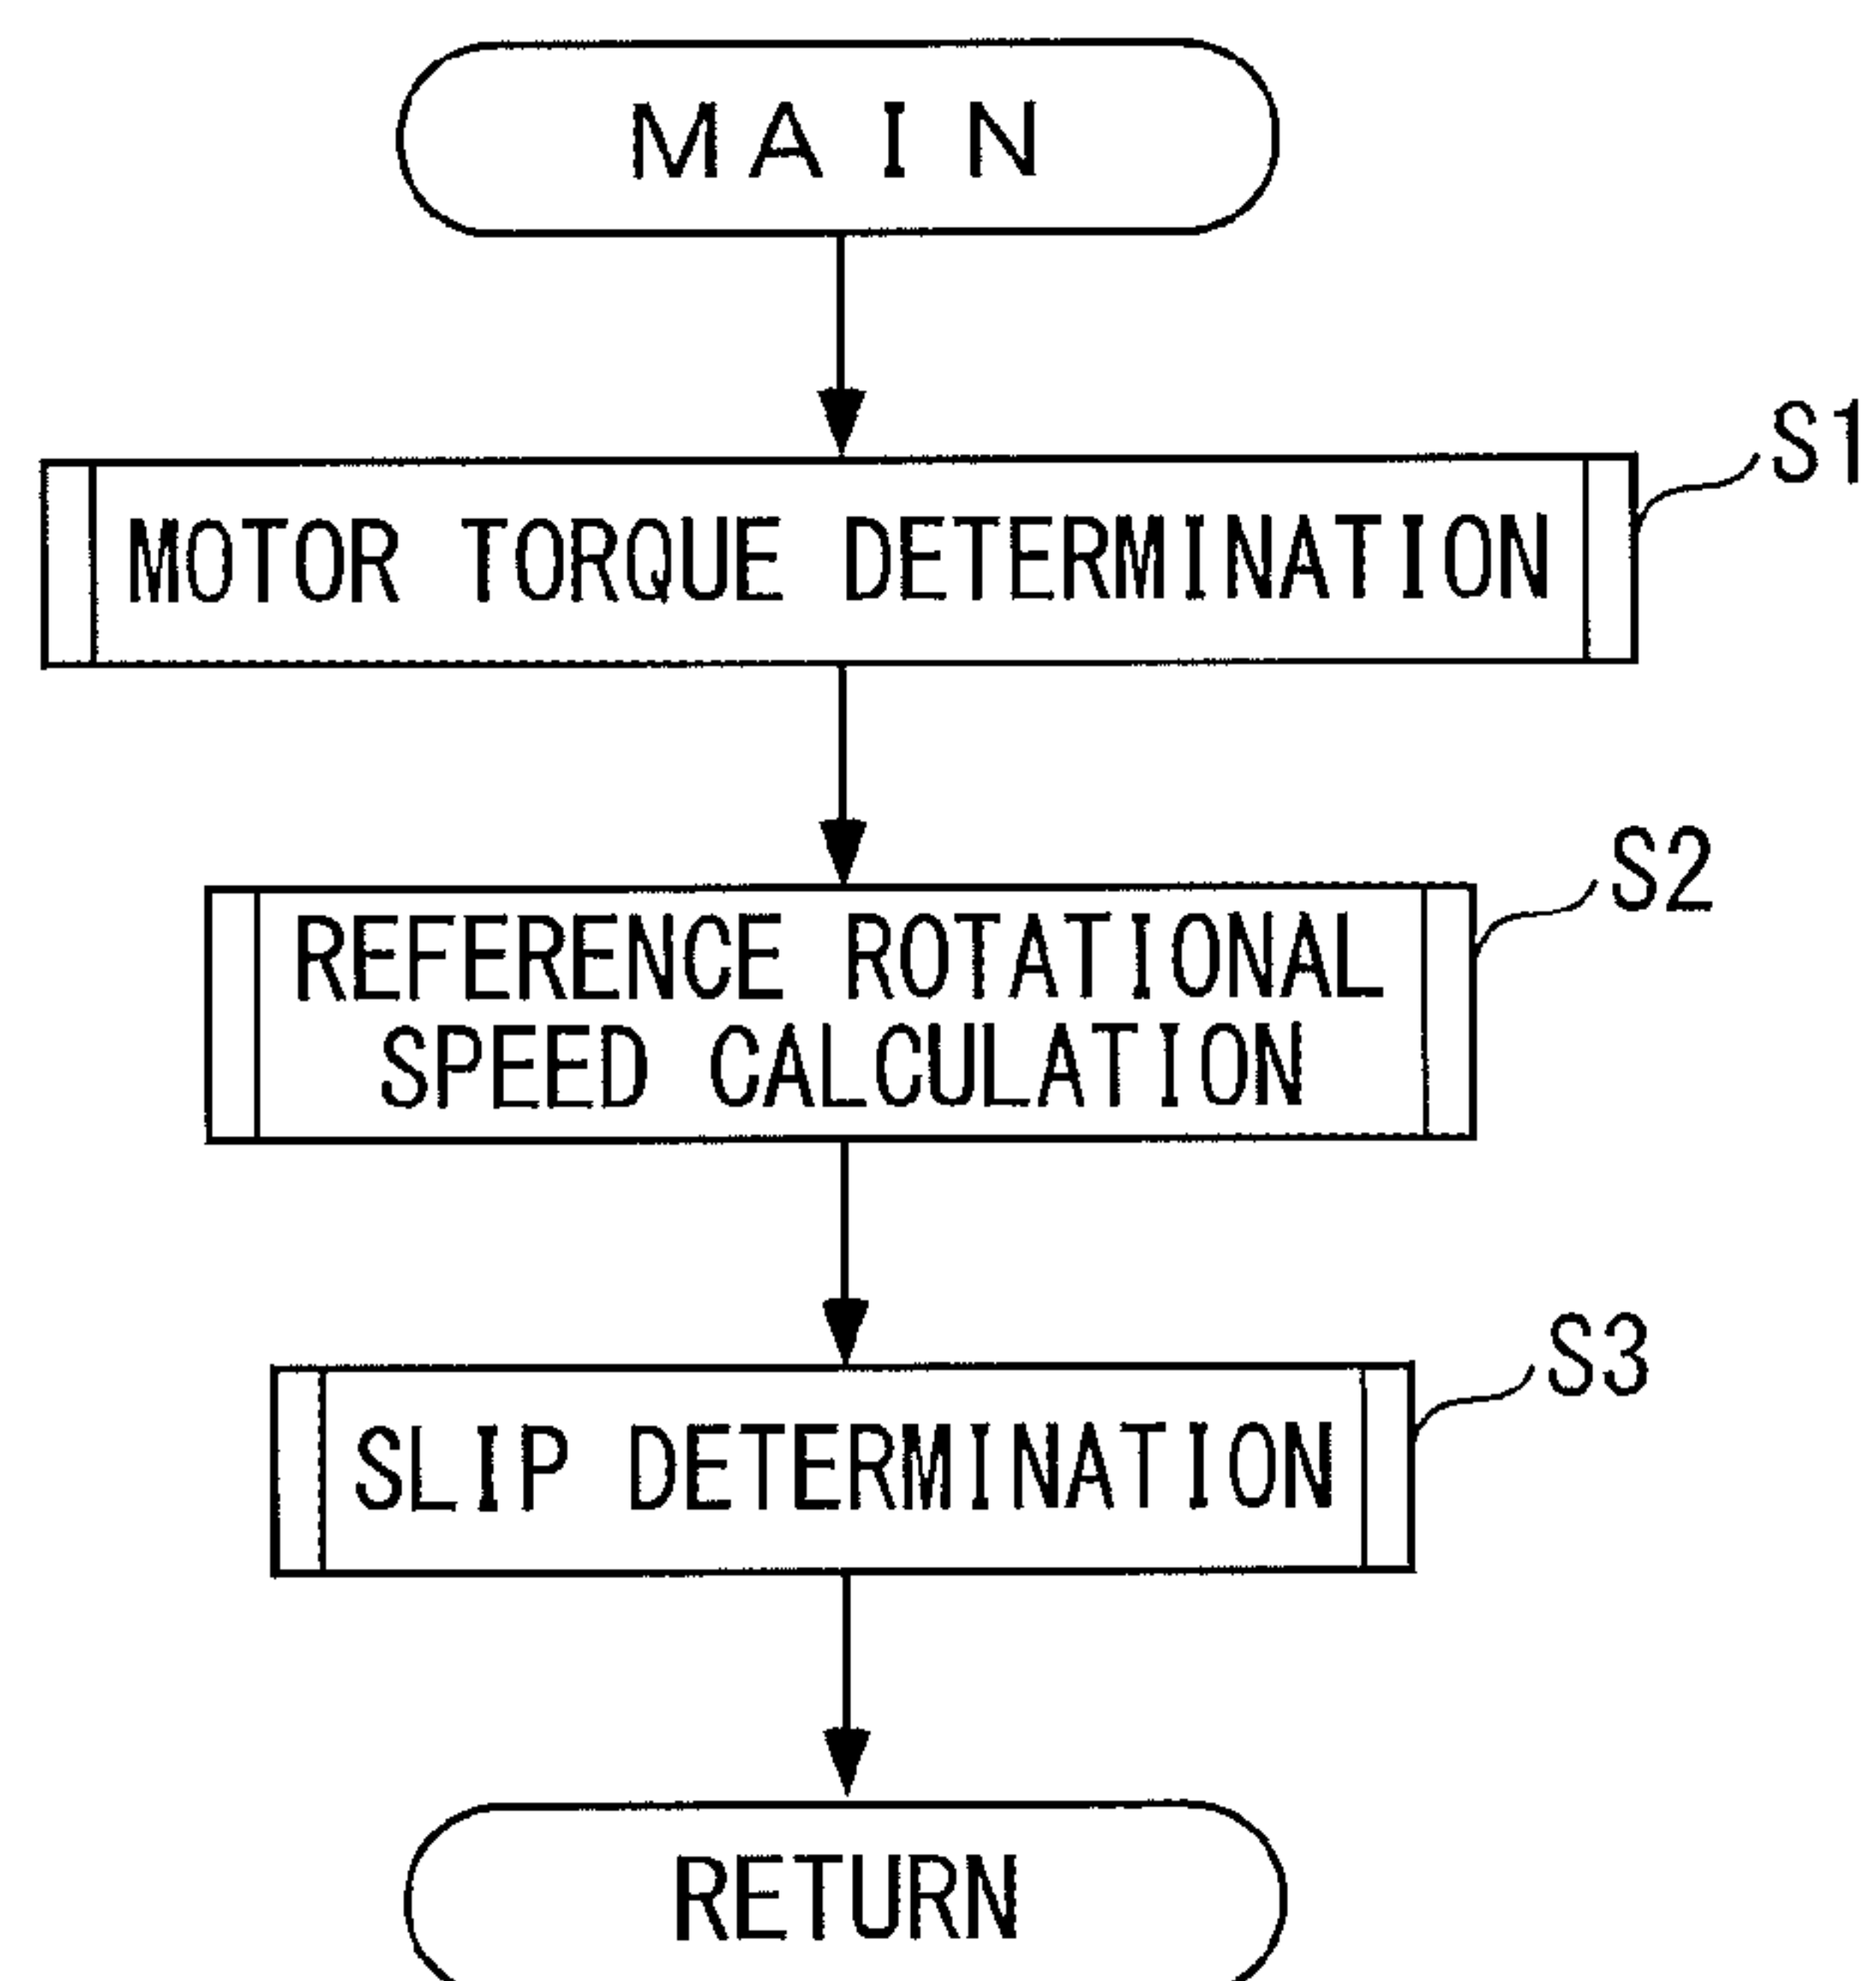 MAIN
S1
MOTOR TORQUE DETERMINATION
S2
REFERENCE ROTATIONAL
SPEED CALCULATION
S3
SLIP DETERMINATION
RETURN